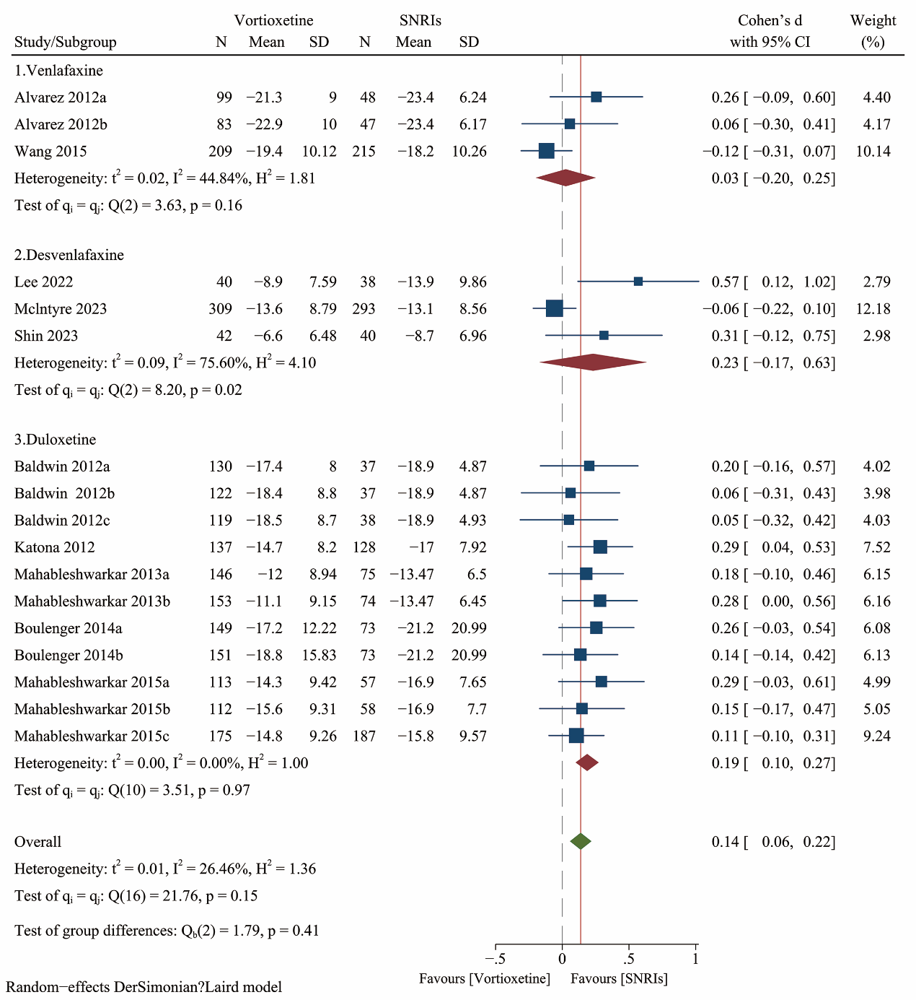 Vortioxetine SNRIs Cohen's d Weight
Study/Subgroup N Mean SD N Mean SD with 95% CI (%)
1.Venlafaxine
Alvarez 2012a 99 −21.3 9 48 −23.4 6.24 0.26 [ −0.09, 0.60] 4.40
Alvarez 2012b 83 −22.9 10 47 −23.4 6.17 0.06 [ −0.30, 0.41] 4.17
Wang 2015 209 −19.4 10.12 215 −18.2 10.26 −0.12 [ −0.31, 0.07] 10.14
Heterogeneity: t² = 0.02, I² = 44.84%, H² = 1.81 0.03 [ −0.20, 0.25]
Test of qᵢ = qⱼ: Q(2) = 3.63, p = 0.16
2.Desvenlafaxine
Lee 2022 40 −8.9 7.59 38 −13.9 9.86 0.57 [ 0.12, 1.02] 2.79
Mclntyre 2023 309 −13.6 8.79 293 −13.1 8.56 −0.06 [ −0.22, 0.10] 12.18
Shin 2023 42 −6.6 6.48 40 −8.7 6.96 0.31 [ −0.12, 0.75] 2.98
Heterogeneity: t² = 0.09, I² = 75.60%, H² = 4.10 0.23 [ −0.17, 0.63]
Test of qᵢ = qⱼ: Q(2) = 8.20, p = 0.02
3.Duloxetine
Baldwin 2012a 130 −17.4 8 37 −18.9 4.87 0.20 [ −0.16, 0.57] 4.02
Baldwin 2012b 122 −18.4 8.8 37 −18.9 4.87 0.06 [ −0.31, 0.43] 3.98
Baldwin 2012c 119 −18.5 8.7 38 −18.9 4.93 0.05 [ −0.32, 0.42] 4.03
Katona 2012 137 −14.7 8.2 128 −17 7.92 0.29 [ 0.04, 0.53] 7.52
Mahableshwarkar 2013a 146 −12 8.94 75 −13.47 6.5 0.18 [ −0.10, 0.46] 6.15
Mahableshwarkar 2013b 153 −11.1 9.15 74 −13.47 6.45 0.28 [ 0.00, 0.56] 6.16
Boulenger 2014a 149 −17.2 12.22 73 −21.2 20.99 0.26 [ −0.03, 0.54] 6.08
Boulenger 2014b 151 −18.8 15.83 73 −21.2 20.99 0.14 [ −0.14, 0.42] 6.13
Mahableshwarkar 2015a 113 −14.3 9.42 57 −16.9 7.65 0.29 [ −0.03, 0.61] 4.99
Mahableshwarkar 2015b 112 −15.6 9.31 58 −16.9 7.7 0.15 [ −0.17, 0.47] 5.05
Mahableshwarkar 2015c 175 −14.8 9.26 187 −15.8 9.57 0.11 [ −0.10, 0.31] 9.24
Heterogeneity: t² = 0.00, I² = 0.00%, H² = 1.00 0.19 [ 0.10, 0.27]
Test of qᵢ = qⱼ: Q(10) = 3.51, p = 0.97
Overall 0.14 [ 0.06, 0.22]
Heterogeneity: t² = 0.01, I² = 26.46%, H² = 1.36
Test of qᵢ = qⱼ: Q(16) = 21.76, p = 0.15
Test of group differences: Q_b(2) = 1.79, p = 0.41
−.5 0 .5 1
Favours [Vortioxetine] Favours [SNRIs]
Random−effects DerSimonian?Laird model